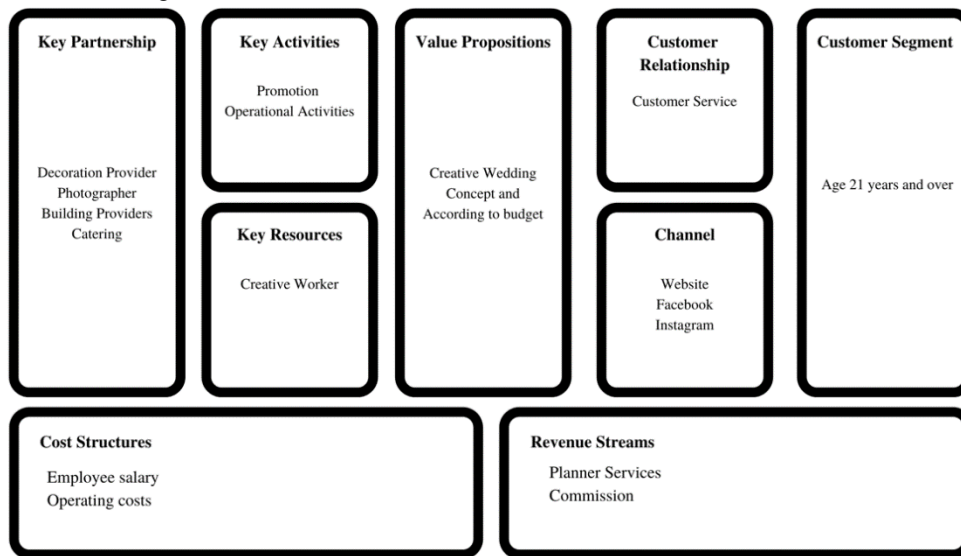 Key Partnership
Decoration Provider
Photographer
Building Providers
Catering
Key Activities
Promotion
Operational Activities
Key Resources
Creative Worker
Value Propositions
Creative Wedding
Concept and
According to budget
Customer
Relationship
Customer Service
Channel
Website
Facebook
Instagram
Customer Segment
Age 21 years and over
Cost Structures
Employee salary
Operating costs
Revenue Streams
Planner Services
Commission